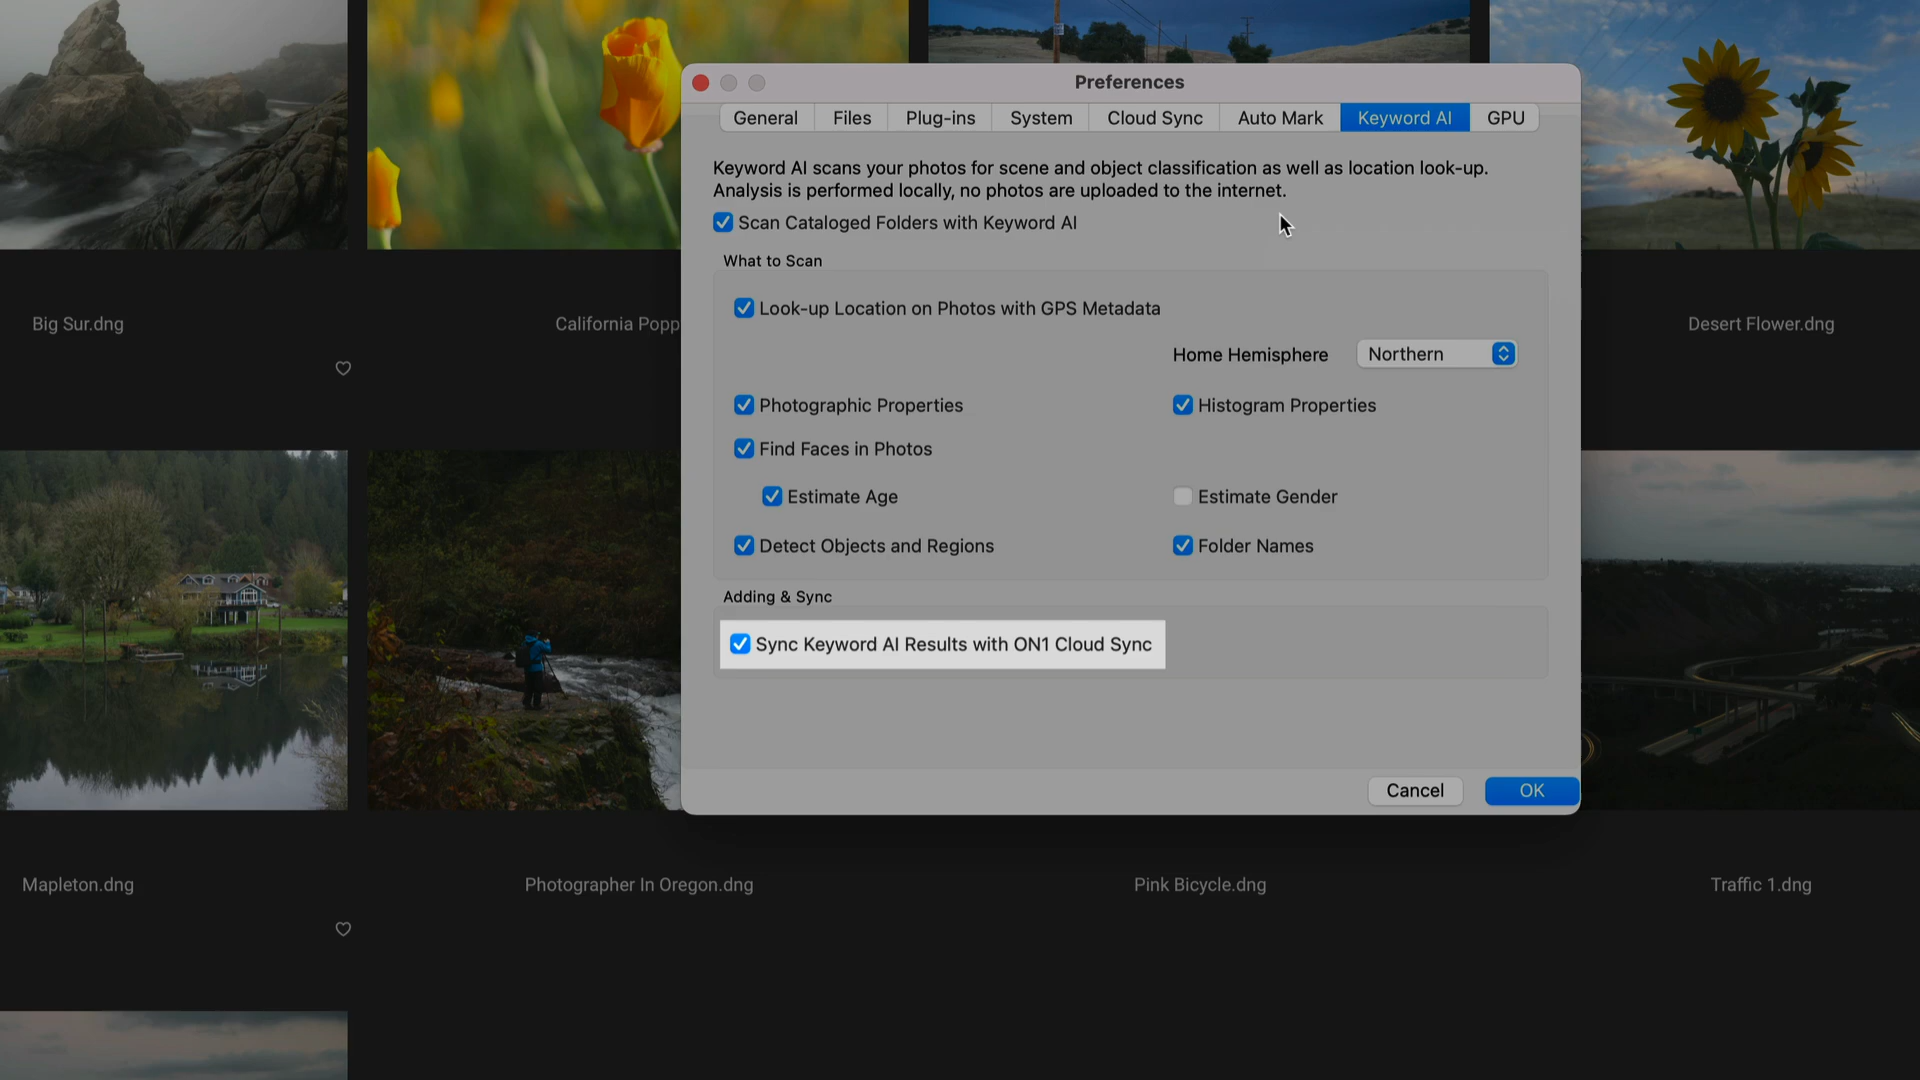 Preferences
General Files Plug-ins System Cloud Sync Auto Mark Keyword AI GPU
Keyword AI scans your photos for scene and object classification as well as location look-up.
Analysis is performed locally, no photos are uploaded to the internet.
Scan Cataloged Folders with Keyword AI
What to Scan
Look-up Location on Photos with GPS Metadata
Home Hemisphere Northern
Photographic Properties Histogram Properties
Find Faces in Photos
Estimate Age Estimate Gender
Detect Objects and Regions Folder Names
Adding & Sync
Sync Keyword AI Results with ON1 Cloud Sync
Cancel OK
Big Sur.dng
California Popp
Desert Flower.dng
Mapleton.dng
Photographer In Oregon.dng
Pink Bicycle.dng
Traffic 1.dng